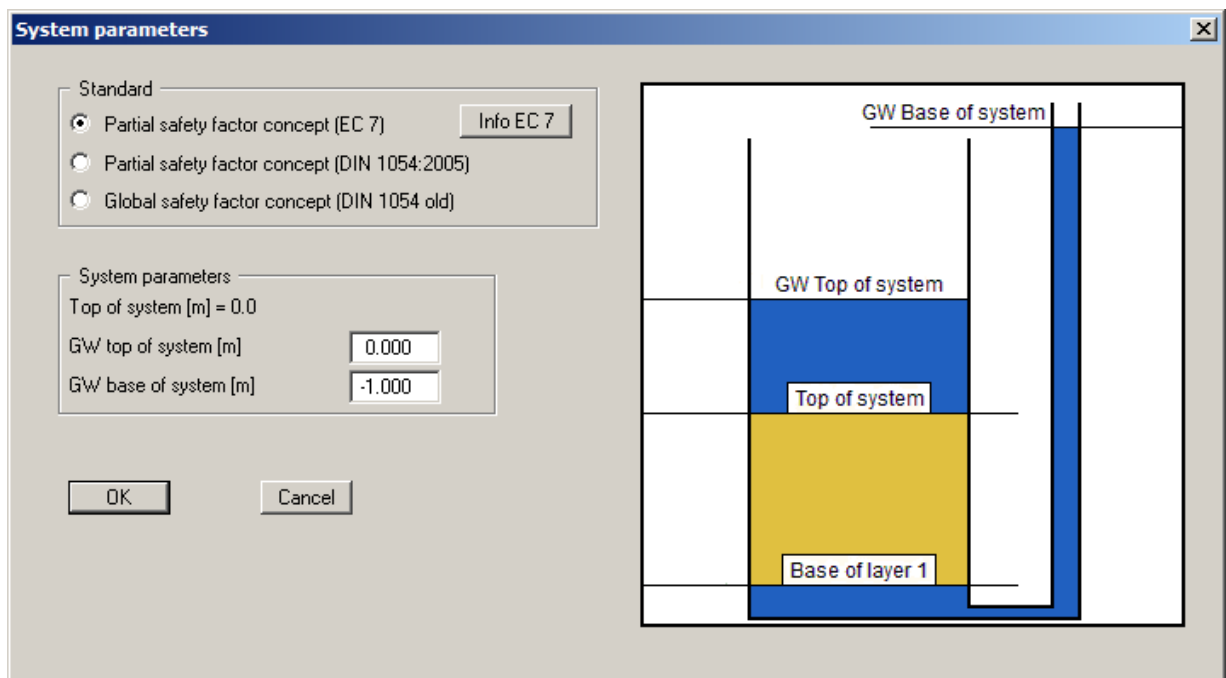 System parameters
Standard
Partial safety factor concept (EC 7)
Info EC 7
Partial safety factor concept (DIN 1054:2005)
Global safety factor concept (DIN 1054 old)
System parameters
Top of system [m] = 0.0
GW top of system [m]
0.000
GW base of system [m]
-1.000
OK
Cancel
GW Base of system
GW Top of system
Top of system
Base of layer 1